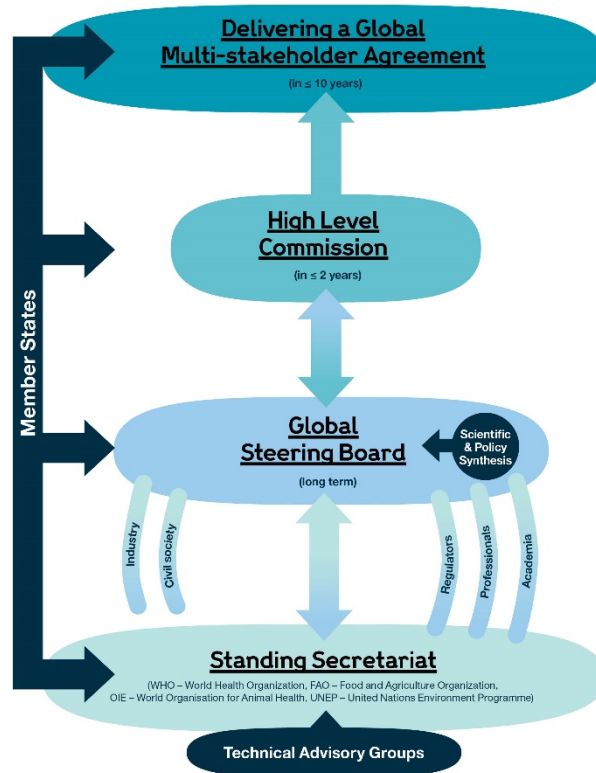 Delivering a Global
Multi-stakeholder Agreement
(in ≤ 10 years)
High Level
Commission
(in ≤ 2 years)
Member States
Global
Steering Board
(long term)
Scientific
& Policy
Synthesis
Industry
Civil society
Regulators
Professionals
Academia
Standing Secretariat
(WHO – World Health Organization, FAO – Food and Agriculture Organization,
OIE – World Organisation for Animal Health, UNEP – United Nations Environment Programme)
Technical Advisory Groups